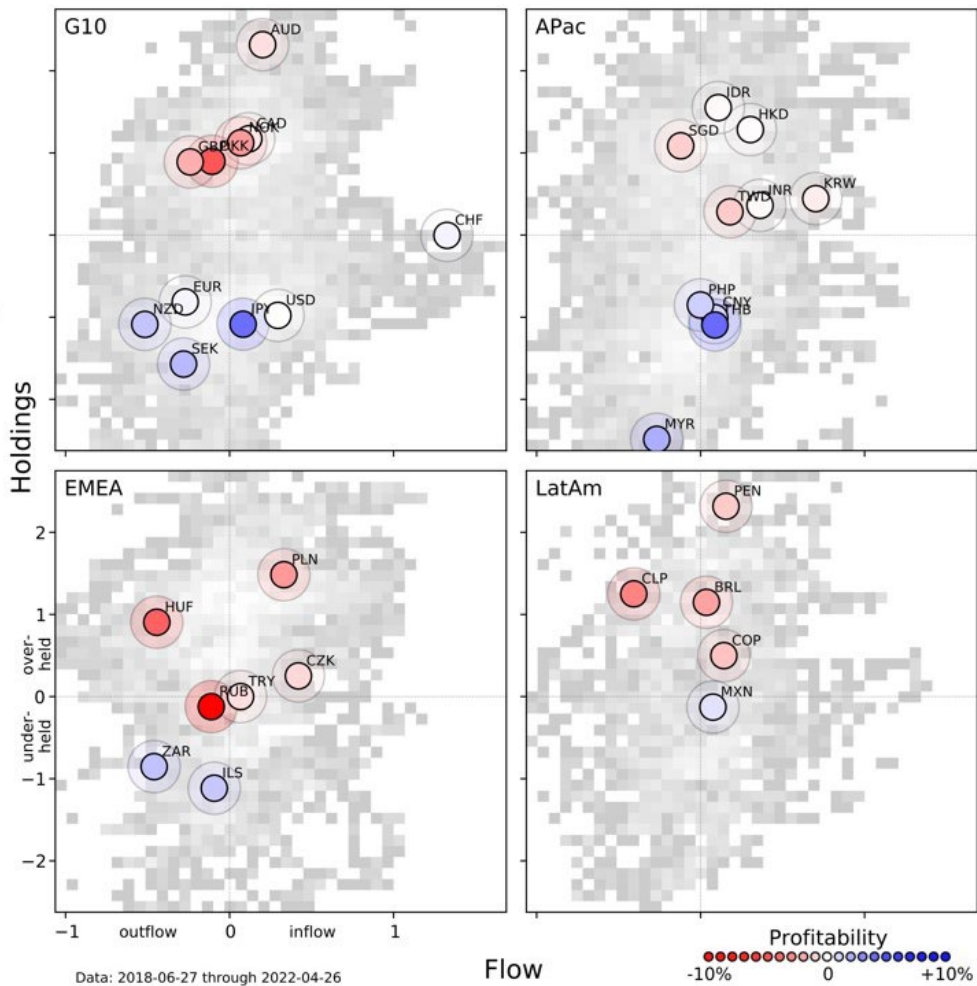 G10
AUD
CAD
NOK
GBP
DKK
CHF
EUR
USD
NZD
JPY
SEK
APac
IDR
HKD
SGD
KRW
INR
TWD
PHP
CNY
THB
MYR
Holdings
EMEA
PLN
HUF
CZK
TRY
RUB
ZAR
ILS
2
1
over-
held
0
under-
held
−1
−2
−1
outflow
0
inflow
1
LatAm
PEN
CLP
BRL
COP
MXN
Data: 2018-06-27 through 2022-04-26
Flow
Profitability
-10%
0
+10%